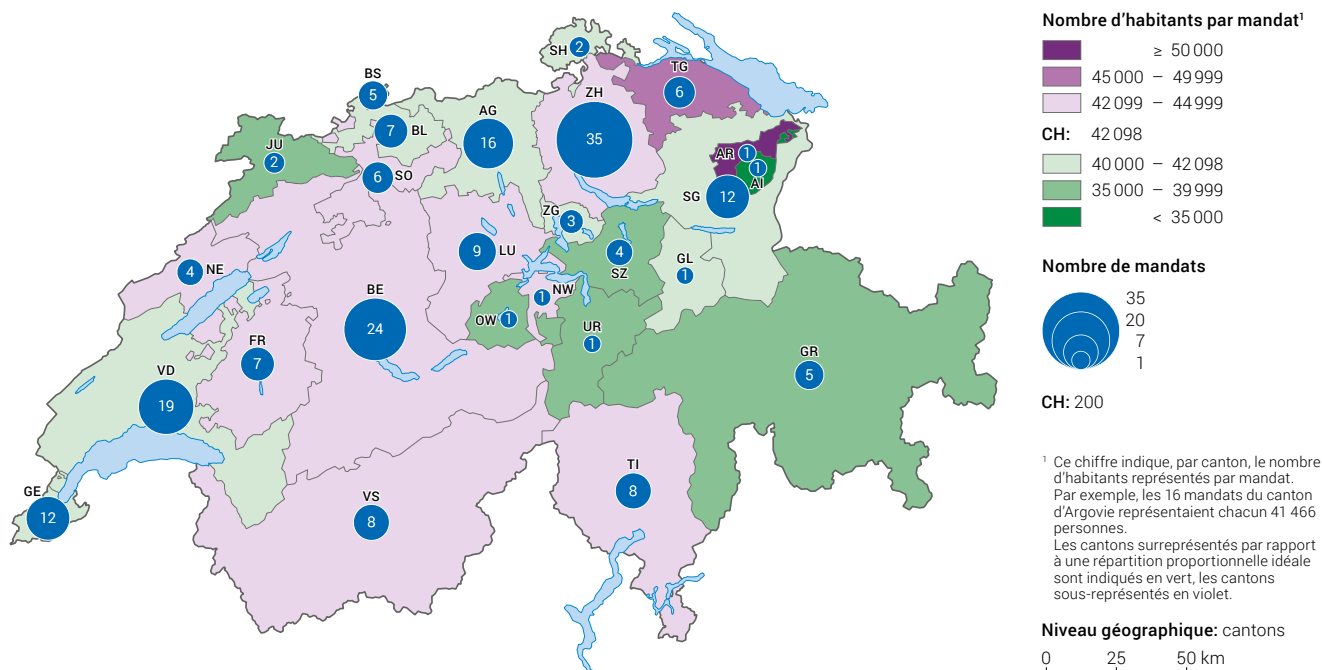 SH 2
TG
6
BS
5
ZH
35
AG
16
7 BL
JU
2
AR 1
1
AI
6 SO
SG 12
ZG
3
9 LU
4
SZ
GL
1
4 NE
NW
1
BE
24
OW 1
UR
1
FR
7
GR
5
VD
19
TI
8
VS
8
GE
12
Nombre d’habitants par mandat¹
≥ 50 000
45 000 – 49 999
42 099 – 44 999
CH: 42 098
40 000 – 42 098
35 000 – 39 999
< 35 000
Nombre de mandats
35
20
7
1
CH: 200
¹ Ce chiffre indique, par canton, le nombre
d’habitants représentés par mandat.
Par exemple, les 16 mandats du canton
d’Argovie représentaient chacun 41 466
personnes.
Les cantons surreprésentés par rapport
à une répartition proportionnelle idéale
sont indiqués en vert, les cantons
sous-représentés en violet.
Niveau géographique: cantons
0 25 50 km